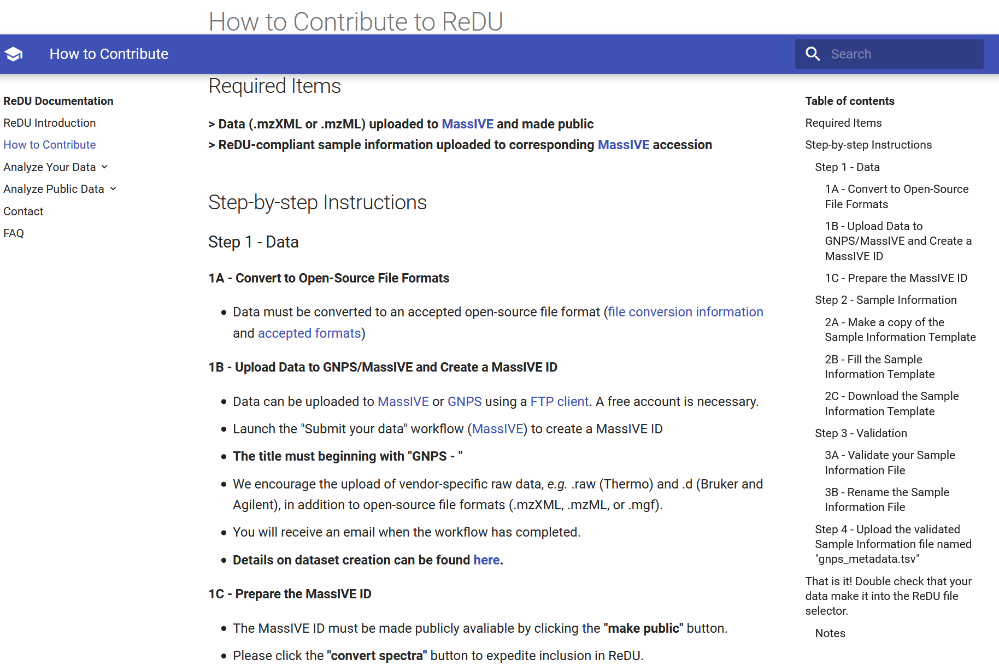 How to Contribute to ReDU
How to Contribute
Search
ReDU Documentation
ReDU Introduction
How to Contribute
Analyze Your Data
Analyze Public Data
Contact
FAQ
Required Items
> Data (.mzXML or .mzML) uploaded to MassIVE and made public
> ReDU-compliant sample information uploaded to corresponding MassIVE accession
Step-by-step Instructions
Step 1 - Data
1A - Convert to Open-Source File Formats
Data must be converted to an accepted open-source file format (file conversion information
and accepted formats)
1B - Upload Data to GNPS/MassIVE and Create a MassIVE ID
Data can be uploaded to MassIVE or GNPS using a FTP client. A free account is necessary.
Launch the "Submit your data" workflow (MassIVE) to create a MassIVE ID
The title must beginning with "GNPS - "
We encourage the upload of vendor-specific raw data, e.g. .raw (Thermo) and .d (Bruker and
Agilent), in addition to open-source file formats (.mzXML, .mzML, or .mgf).
You will receive an email when the workflow has completed.
Details on dataset creation can be found here.
1C - Prepare the MassIVE ID
The MassIVE ID must be made publicly avaliable by clicking the "make public" button.
Please click the "convert spectra" button to expedite inclusion in ReDU.
Table of contents
Required Items
Step-by-step Instructions
Step 1 - Data
1A - Convert to Open-Source
File Formats
1B - Upload Data to
GNPS/MassIVE and Create a
MassIVE ID
1C - Prepare the MassIVE ID
Step 2 - Sample Information
2A - Make a copy of the
Sample Information Template
2B - Fill the Sample
Information Template
2C - Download the Sample
Information Template
Step 3 - Validation
3A - Validate your Sample
Information File
3B - Rename the Sample
Information File
Step 4 - Upload the validated
Sample Information file named
"gnps_metadata.tsv"
That is it! Double check that your
data make it into the ReDU file
selector.
Notes